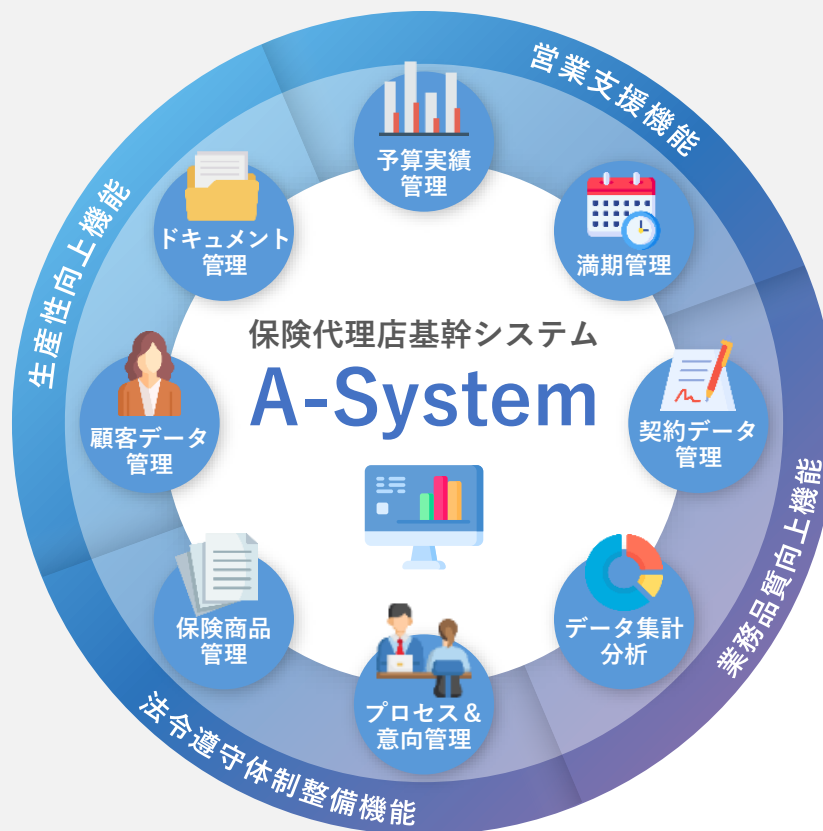 営業支援機能
予算実績
管理
生産性向上機能
ドキュメント
管理
満期管理
保険代理店基幹システム
A-System
顧客データ
管理
契約データ
管理
業務品質向上機能
保険商品
管理
データ集計
分析
プロセス＆
意向管理
法令遵守体制整備機能